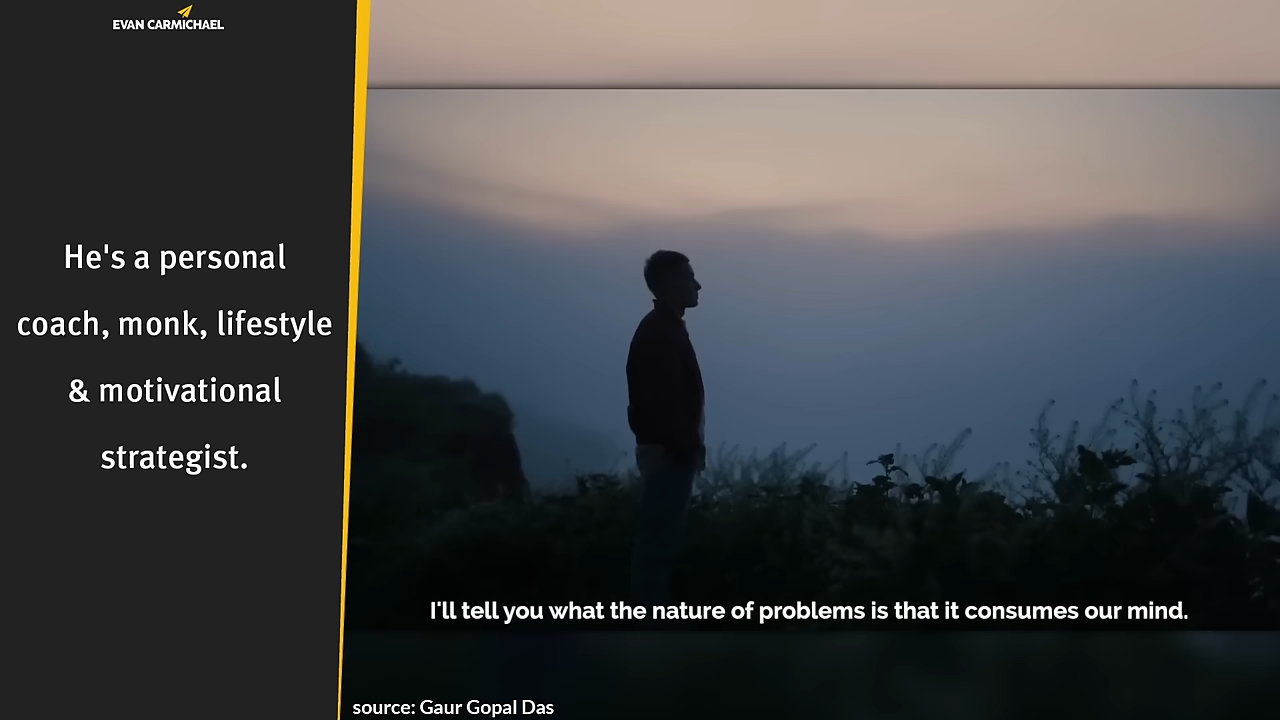 EVAN CARMICHAEL
He's a personal
coach, monk, lifestyle
& motivational
strategist.
I'll tell you what the nature of problems is that it consumes our mind.
source: Gaur Gopal Das